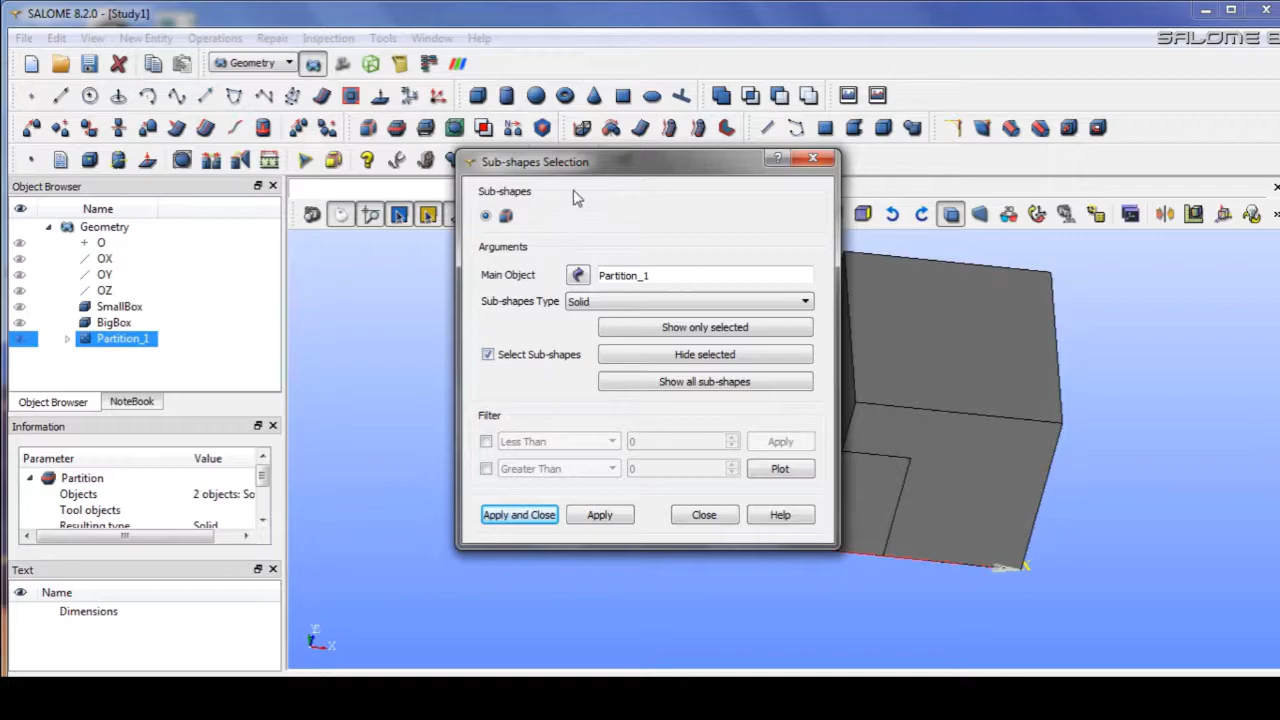 SALOME 8.2.0 - [Study1]
File Edit View New Entity Operations Repair Inspection Tools Window Help
SALOME
Geometry
Object Browser
Name
Geometry
O
OX
OY
OZ
SmallBox
BigBox
Partition_1
Object Browser NoteBook
Information
Parameter Value
Partition
Objects 2 objects: So
Tool objects
Resulting type Solid
Text
Name
Dimensions
Sub-shapes Selection
Sub-shapes
Arguments
Main Object Partition_1
Sub-shapes Type Solid
Show only selected
Select Sub-shapes Hide selected
Show all sub-shapes
Filter
Less Than 0 Apply
Greater Than 0 Plot
Apply and Close Apply Close Help
X
Z
X